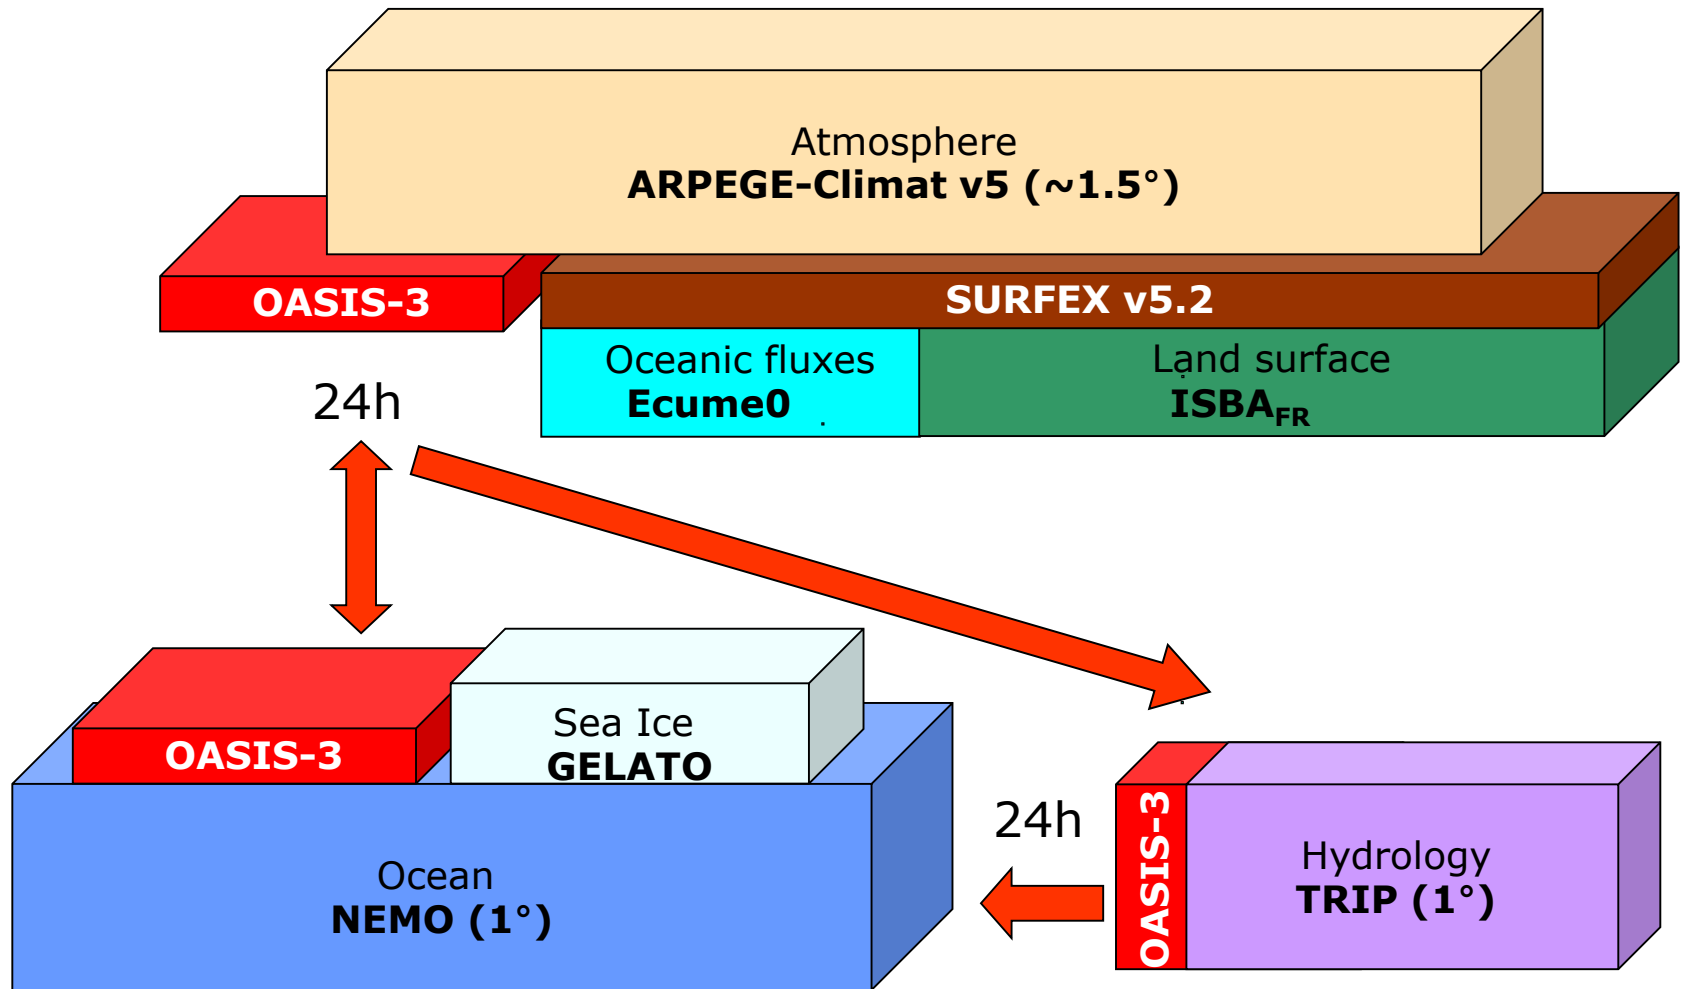 Atmosphere
ARPEGE-Climat v5 (~1.5°)
OASIS-3
SURFEX v5.2
Oceanic fluxes
Ecume0
Land surface
ISBA_FR
24h
OASIS-3
Sea Ice
GELATO
Ocean
NEMO (1°)
24h
OASIS-3
Hydrology
TRIP (1°)